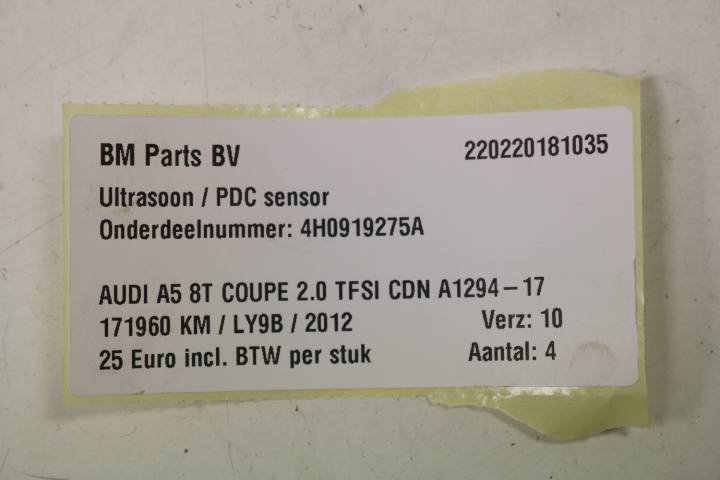 BM Parts BV 220220181035
Ultrasoon / PDC sensor
Onderdeelnummer: 4H0919275A
AUDI A5 8T COUPE 2.0 TFSI CDN A1294-17
171960 KM / LY9B / 2012 Verz: 10
25 Euro incl. BTW per stuk Aantal: 4